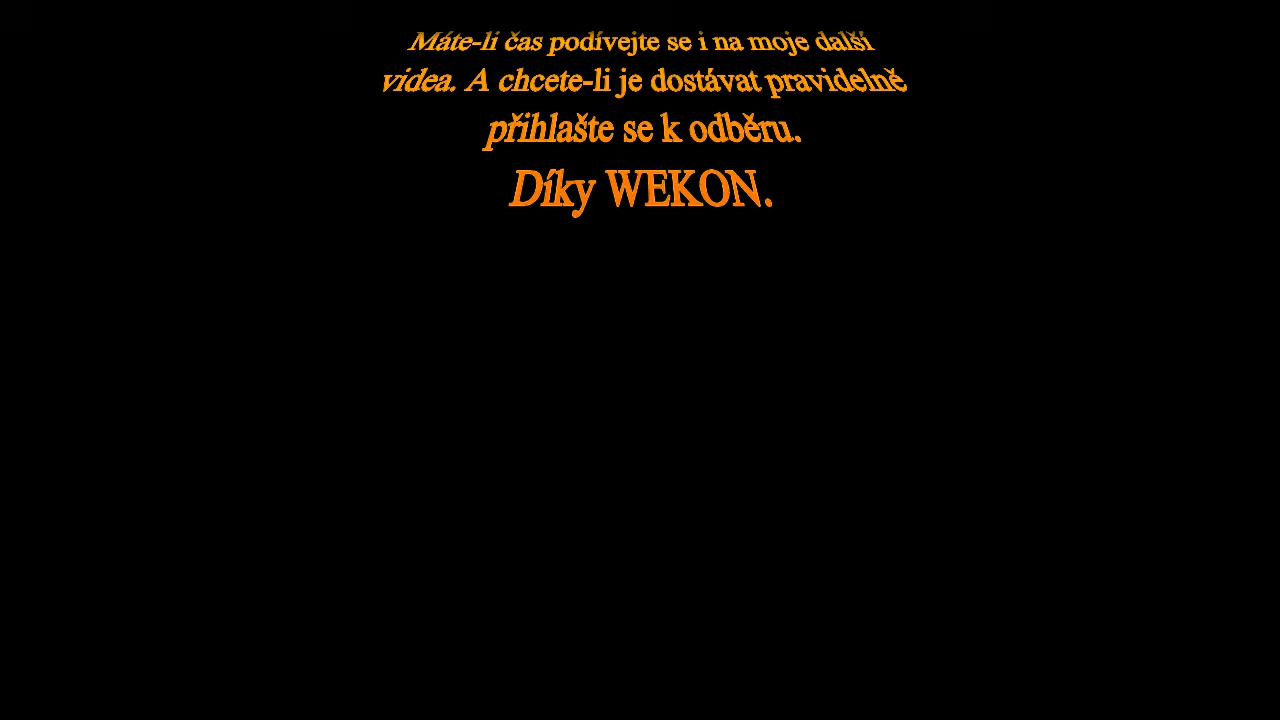 Máte-li čas podívejte se i na moje další
videa. A chcete-li je dostávat pravidelně
přihlašte se k odběru.
Díky WEKON.